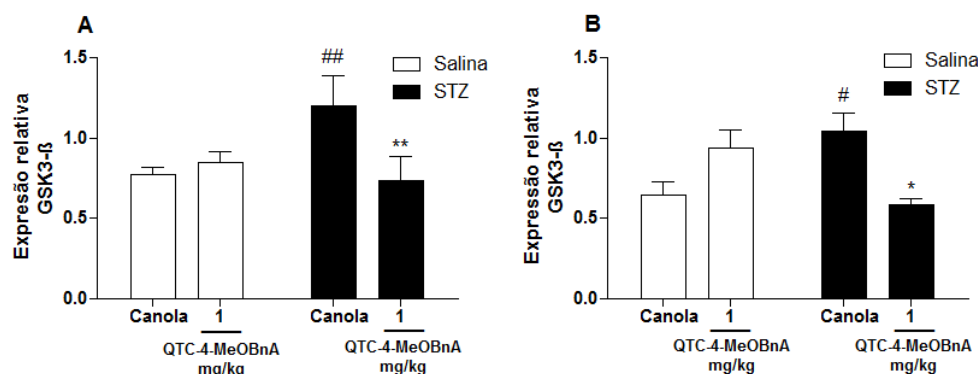 A
Expressão relativa
GSK3-ß
1.5
1.0
0.5
0.0
##
**
Salina
STZ
Canola 1 Canola 1
QTC-4-MeOBnA QTC-4-MeOBnA
mg/kg mg/kg
B
Expressão relativa
GSK3-ß
1.5
1.0
0.5
0.0
#
*
Salina
STZ
Canola 1 Canola 1
QTC-4-MeOBnA QTC-4-MeOBnA
mg/kg mg/kg